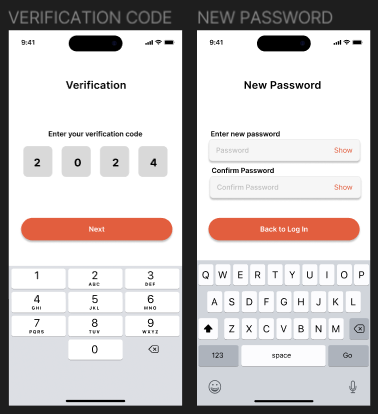 VERIFICATION CODE
9:41
Verification
Enter your verification code
2 0 2 4
Next
1 2 3
ABC DEF
4 5 6
GHI JKL MNO
7 8 9
PQRS TUV WXYZ
0
NEW PASSWORD
9:41
New Password
Enter new password
Password Show
Confirm Password
Confirm Password Show
Back to Log In
Q W E R T Y U I O P
A S D F G H J K L
Z X C V B N M
123 space Go